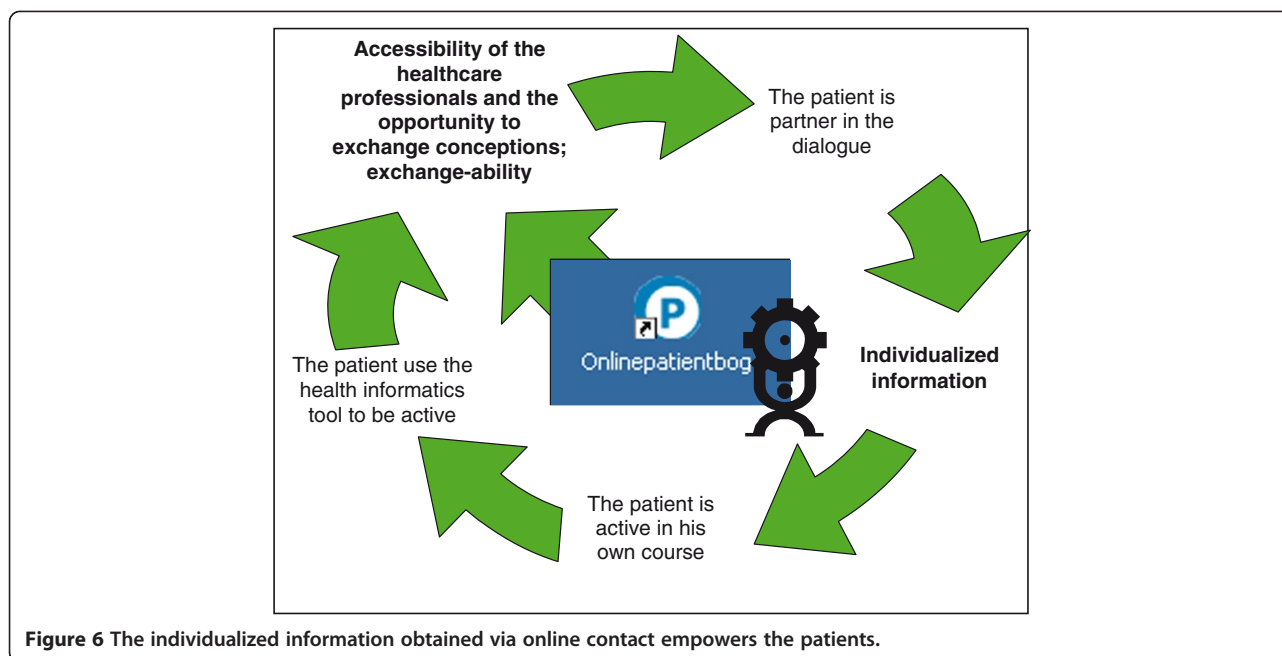 Accessibility of the
healthcare
professionals and the
opportunity to
exchange conceptions;
exchange-ability
The patient is
partner in the
dialogue
P
Onlinepatientbog
Individualized
information
The patient use the
health informatics
tool to be active
The patient is
active in his
own course
Figure 6 The individualized information obtained via online contact empowers the patients.